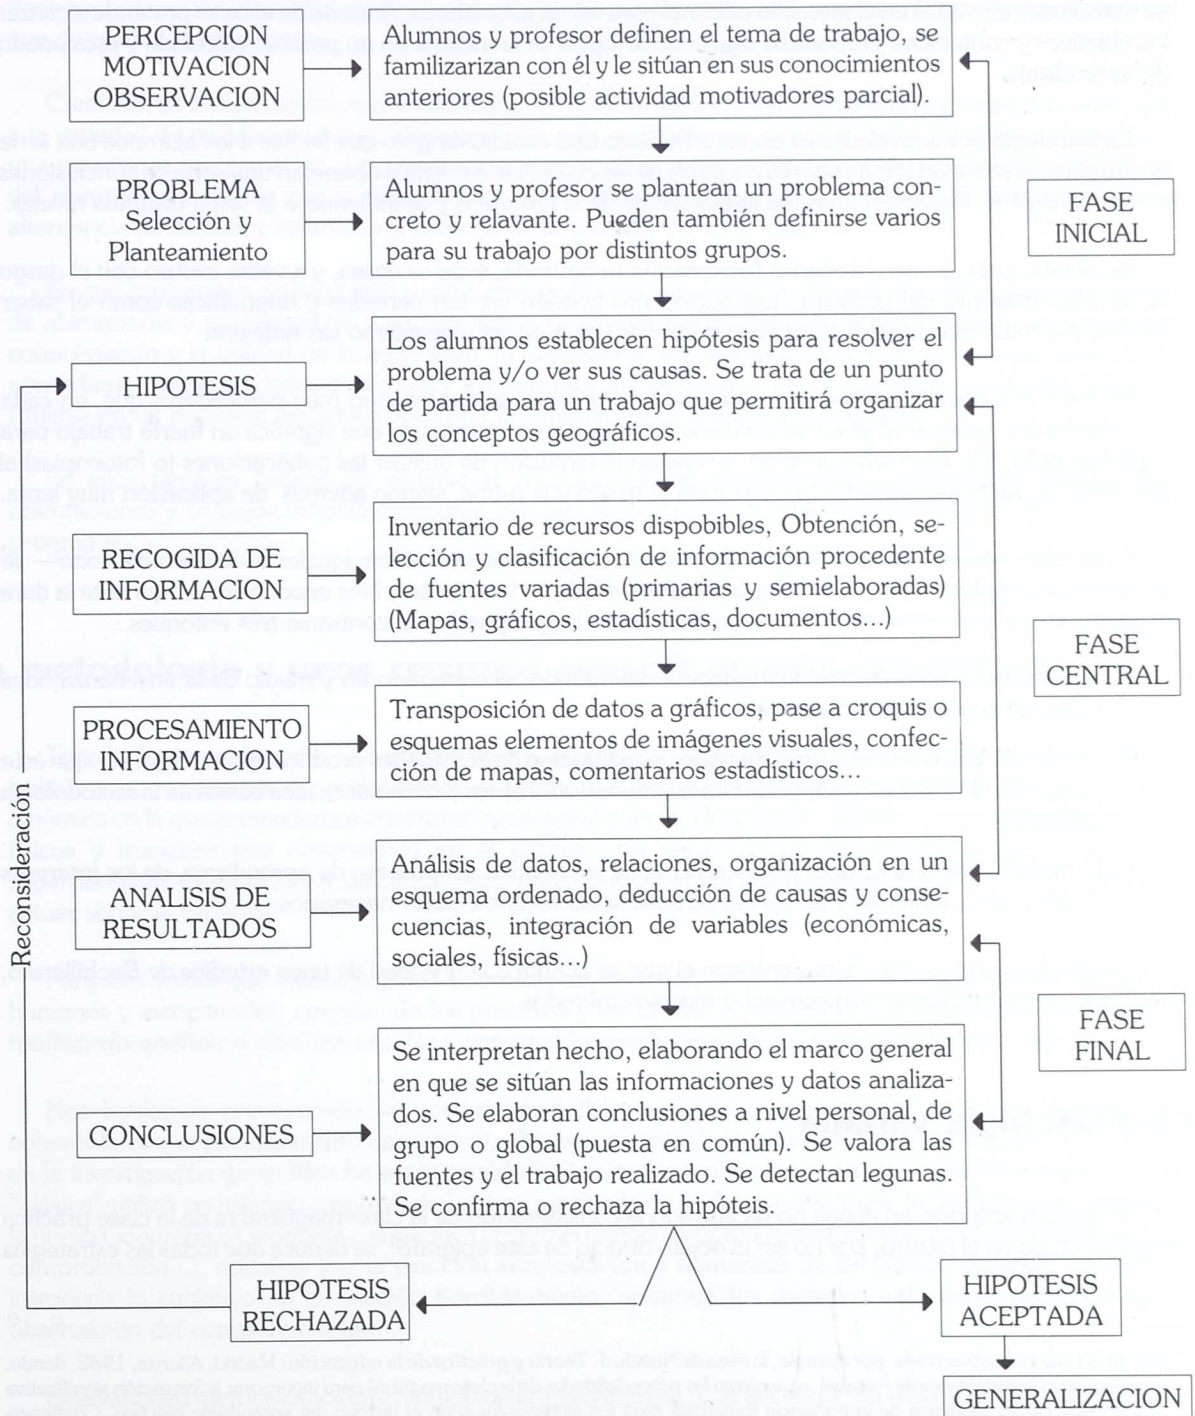 PERCEPCION
MOTIVACION
OBSERVACION
Alumnos y profesor definen el tema de trabajo, se
familizarizan con él y le sitúan en sus conocimientos
anteriores (posible actividad motivadores parcial).
PROBLEMA
Selección y
Planteamiento
Alumnos y profesor se plantean un problema con-
creto y relavante. Pueden también definirse varios
para su trabajo por distintos grupos.
FASE
INICIAL
HIPOTESIS
Los alumnos establecen hipótesis para resolver el
problema y/o ver sus causas. Se trata de un punto
de partida para un trabajo que permitirá organizar
los conceptos geográficos.
RECOGIDA DE
INFORMACION
Inventario de recursos dispobibles, Obtención, se-
lección y clasificación de información procedente
de fuentes variadas (primarias y semielaboradas)
(Mapas, gráficos, estadísticas, documentos...)
FASE
CENTRAL
PROCESAMIENTO
INFORMACION
Transposición de datos a gráficos, pase a croquis o
esquemas elementos de imágenes visuales, confec-
ción de mapas, comentarios estadísticos...
Reconsideración
ANALISIS DE
RESULTADOS
Análisis de datos, relaciones, organización en un
esquema ordenado, deducción de causas y conse-
cuencias, integración de variables (económicas,
sociales, físicas...)
FASE
FINAL
CONCLUSIONES
Se interpretan hecho, elaborando el marco general
en que se sitúan las informaciones y datos analiza-
dos. Se elaboran conclusiones a nivel personal, de
grupo o global (puesta en común). Se valora las
fuentes y el trabajo realizado. Se detectan legunas.
Se confirma o rechaza la hipóteis.
HIPOTESIS
RECHAZADA
HIPOTESIS
ACEPTADA
GENERALIZACION